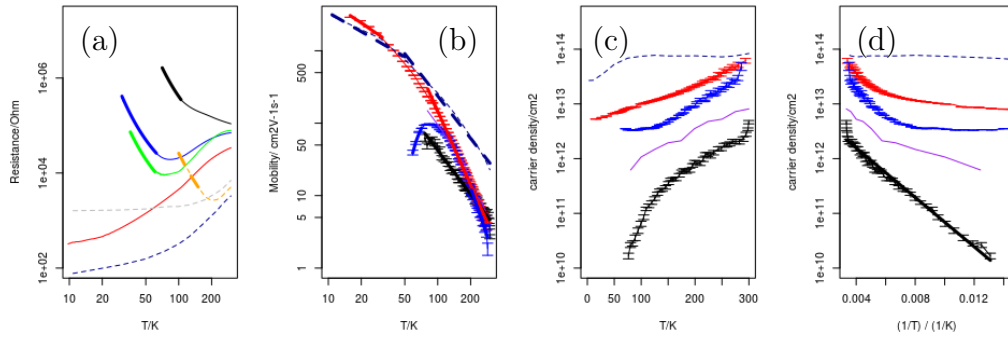 (a)
Resistance/Ohm
1e+02 1e+04 1e+06
10 20 50 100 200
T/K
(b)
Mobility/ cm2V-1s-1
1 5 10 50 500
10 20 50 100 200
T/K
(c)
carrier density/cm2
1e+10 1e+11 1e+12 1e+13 1e+14
0 50 150 200 300
T/K
(d)
carrier density/cm2
1e+10 1e+11 1e+12 1e+13 1e+14
0.004 0.008 0.012
(1/T) / (1/K)